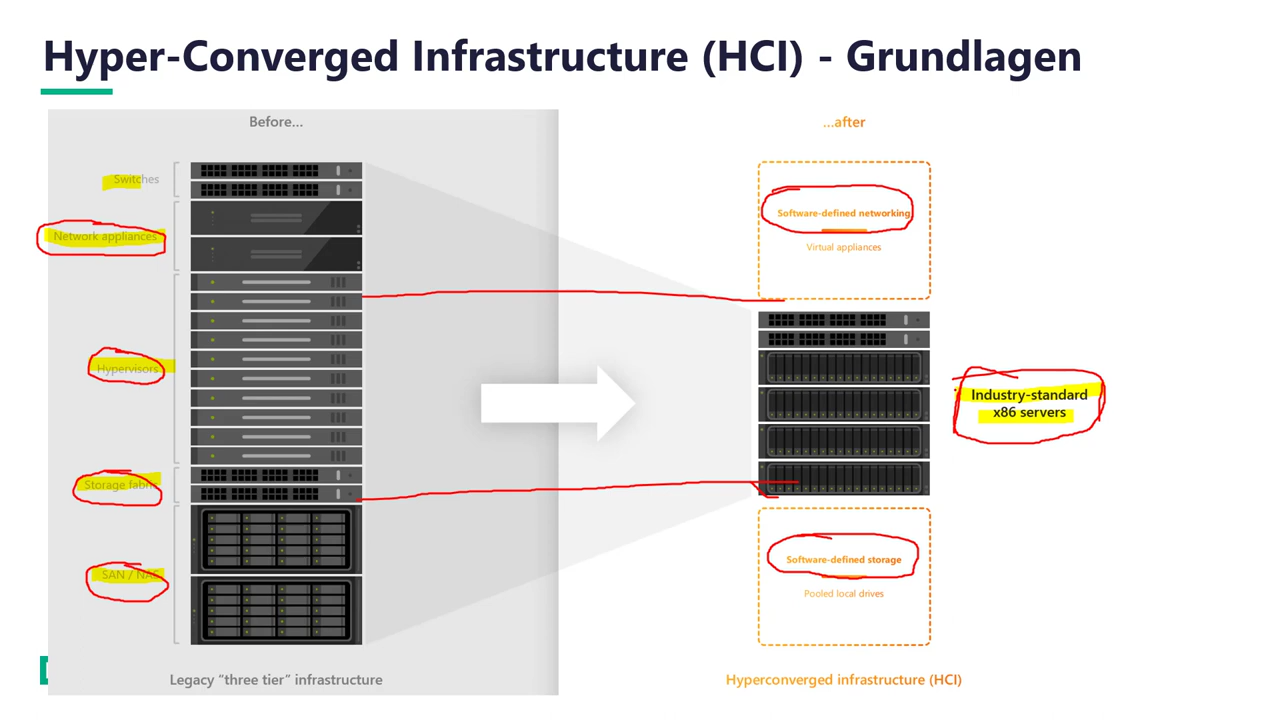 Hyper-Converged Infrastructure (HCI) - Grundlagen
Before...
...after
Switches
Network appliances
Hypervisors
Storage fabric
SAN / NAS
Software-defined networking
Virtual appliances
Industry-standard
x86 servers
Software-defined storage
Pooled local drives
Legacy “three tier” infrastructure
Hyperconverged infrastructure (HCI)